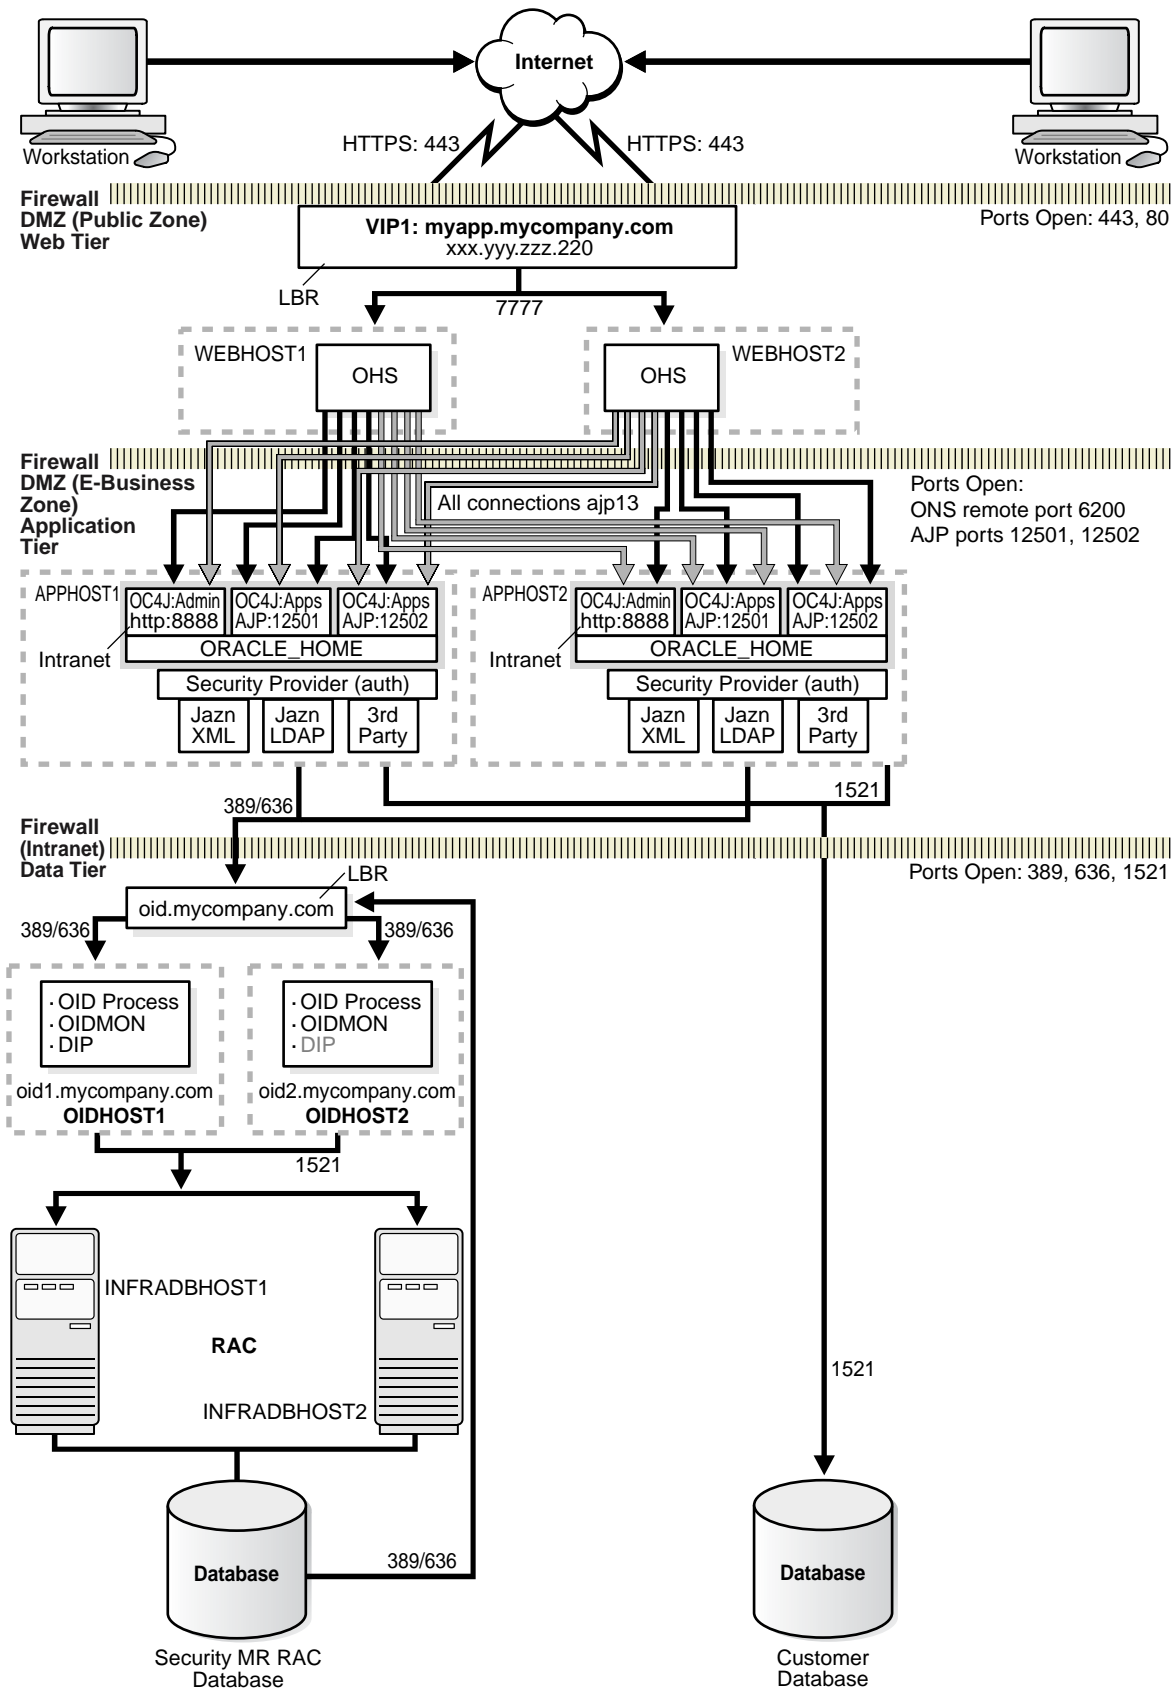 Internet
Workstation
Workstation
HTTPS: 443
HTTPS: 443
Firewall
DMZ (Public Zone)
Web Tier
Ports Open: 443, 80
VIP1: myapp.mycompany.com
xxx.yyy.zzz.220
LBR
7777
WEBHOST1
OHS
OHS
WEBHOST2
Firewall
DMZ (E-Business
Zone)
Application
Tier
All connections ajp13
Ports Open:
ONS remote port 6200
AJP ports 12501, 12502
APPHOST1
OC4J:Admin
http:8888
OC4J:Apps
AJP:12501
OC4J:Apps
AJP:12502
ORACLE_HOME
Intranet
Security Provider (auth)
Jazn
XML
Jazn
LDAP
3rd
Party
APPHOST2
OC4J:Admin
http:8888
OC4J:Apps
AJP:12501
OC4J:Apps
AJP:12502
ORACLE_HOME
Intranet
Security Provider (auth)
Jazn
XML
Jazn
LDAP
3rd
Party
389/636
1521
Firewall
(Intranet)
Data Tier
Ports Open: 389, 636, 1521
LBR
oid.mycompany.com
389/636
389/636
· OID Process
· OIDMON
· DIP
oid1.mycompany.com
OIDHOST1
· OID Process
· OIDMON
· DIP
oid2.mycompany.com
OIDHOST2
1521
INFRADBHOST1
RAC
INFRADBHOST2
1521
Database
389/636
Security MR RAC
Database
Database
Customer
Database